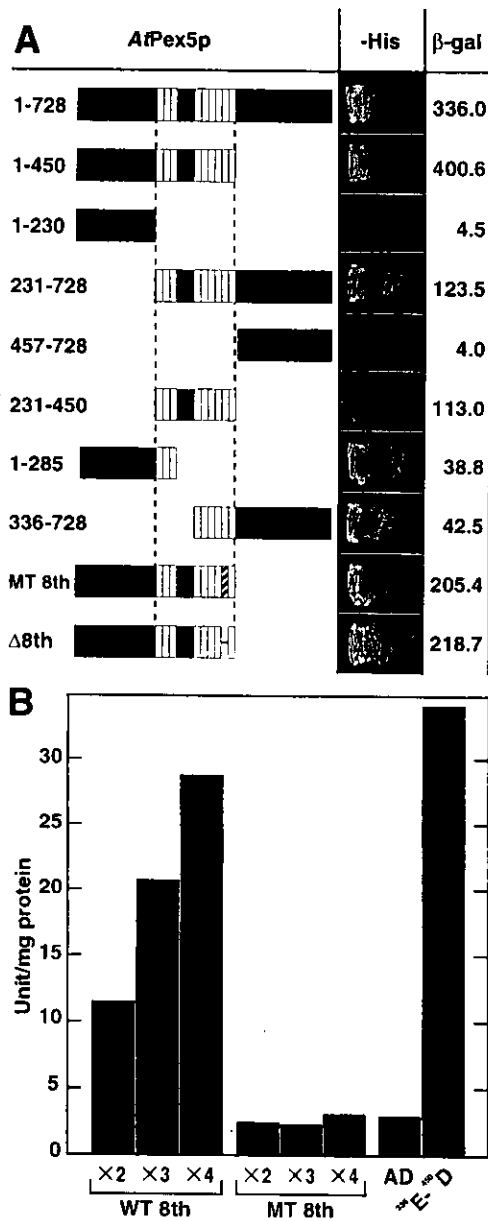 A
AtPex5p -His β-gal
1-728 336.0
1-450 400.6
1-230 4.5
231-728 123.5
457-728 4.0
231-450 113.0
1-285 38.8
336-728 42.5
MT 8th 205.4
Δ8th 218.7
B
Unit/mg protein
30
25
20
15
10
5
0
×2 ×3 ×4 ×2 ×3 ×4 AD
WT 8th MT 8th